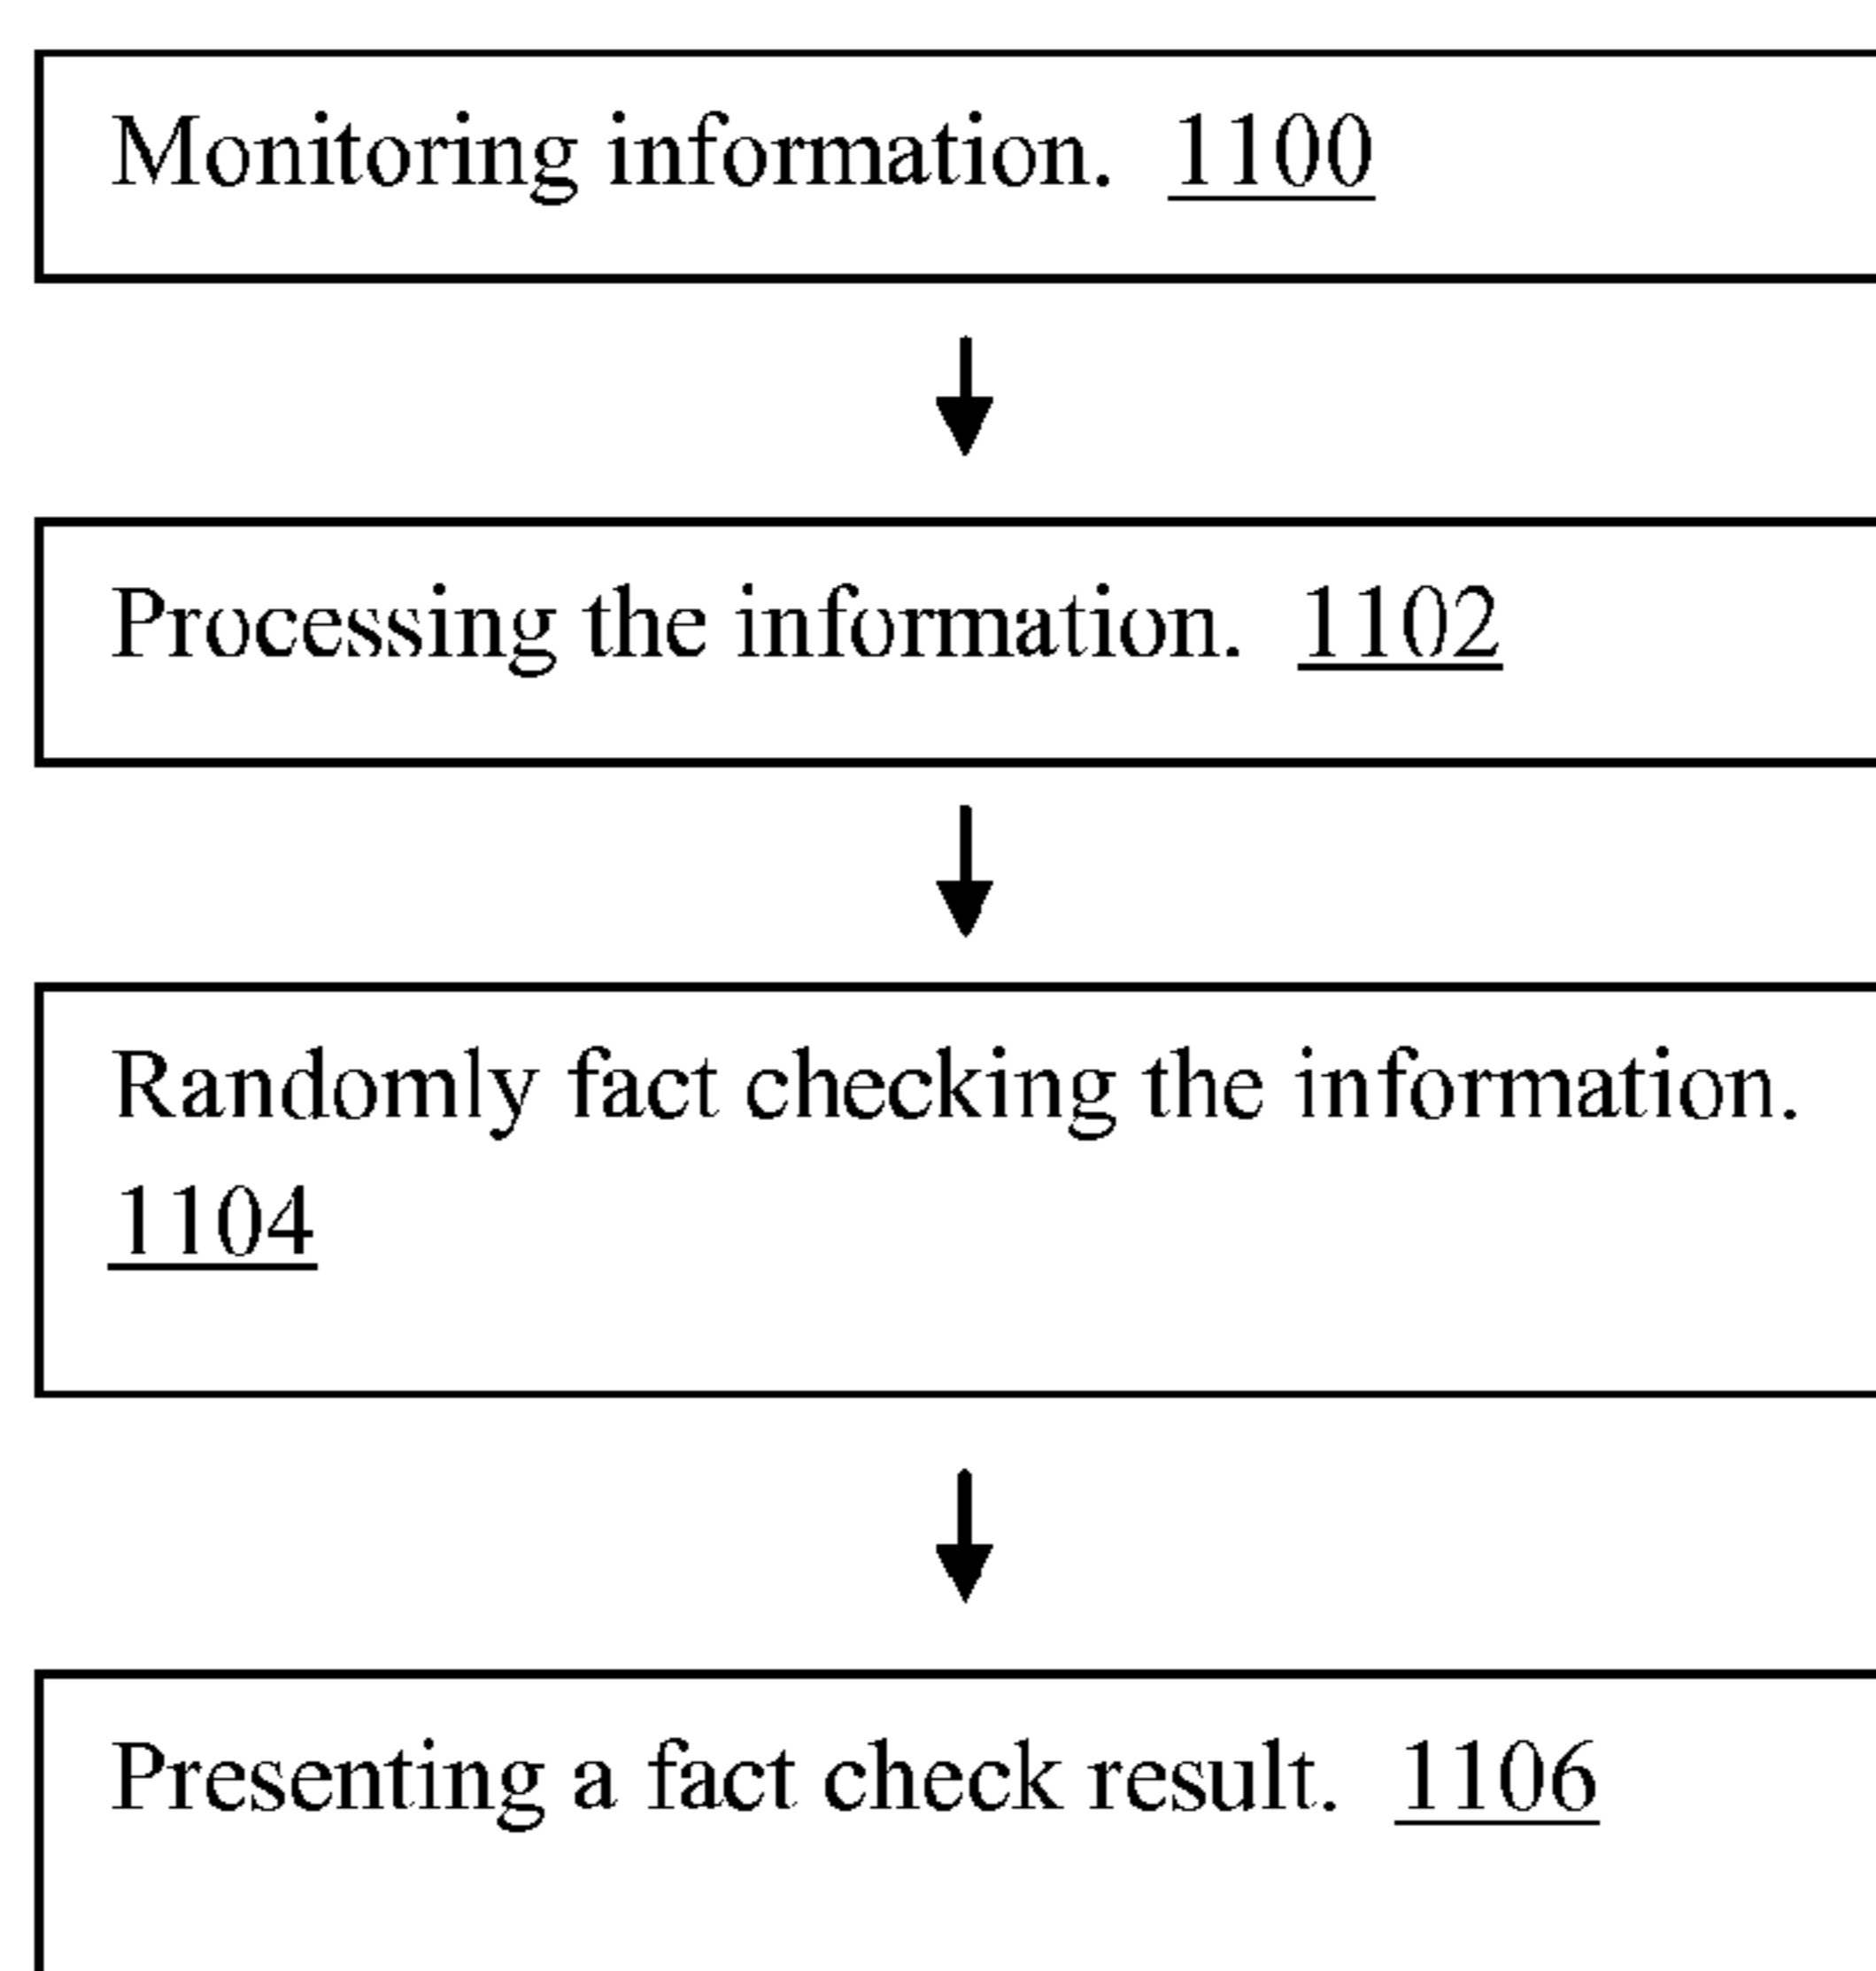 Monitoring information. 1100
Processing the information. 1102
Randomly fact checking the information.
1104
Presenting a fact check result. 1106